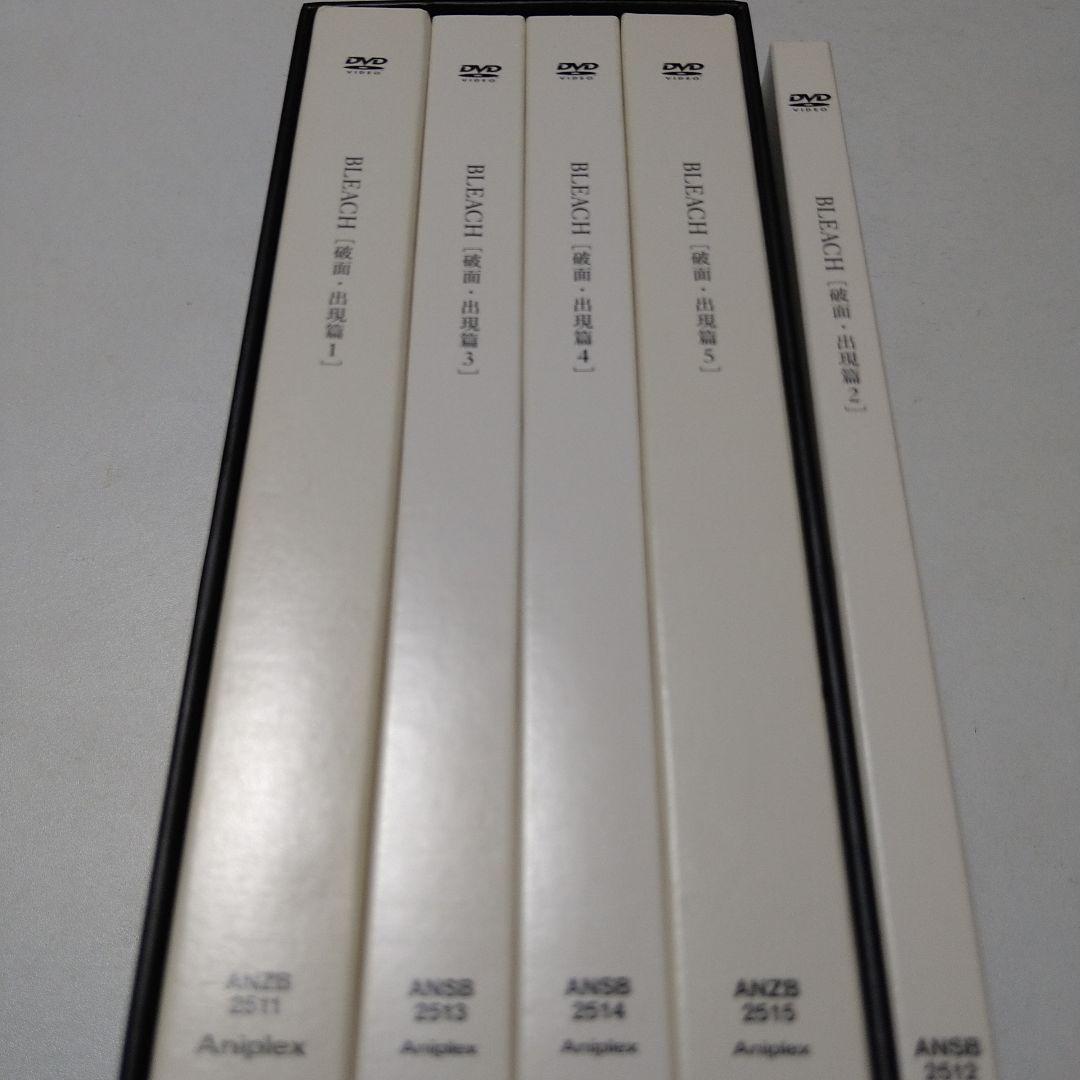 DVD
VIDEO
BLEACH [破面・出現篇1]
ANZB
2511
Aniplex
DVD
VIDEO
BLEACH [破面・出現篇3]
ANSB
2513
Aniplex
DVD
VIDEO
BLEACH [破面・出現篇4]
ANSB
2514
Aniplex
DVD
VIDEO
BLEACH [破面・出現篇5]
ANZB
2515
Aniplex
DVD
VIDEO
BLEACH [破面・出現篇2]
ANSB
2512